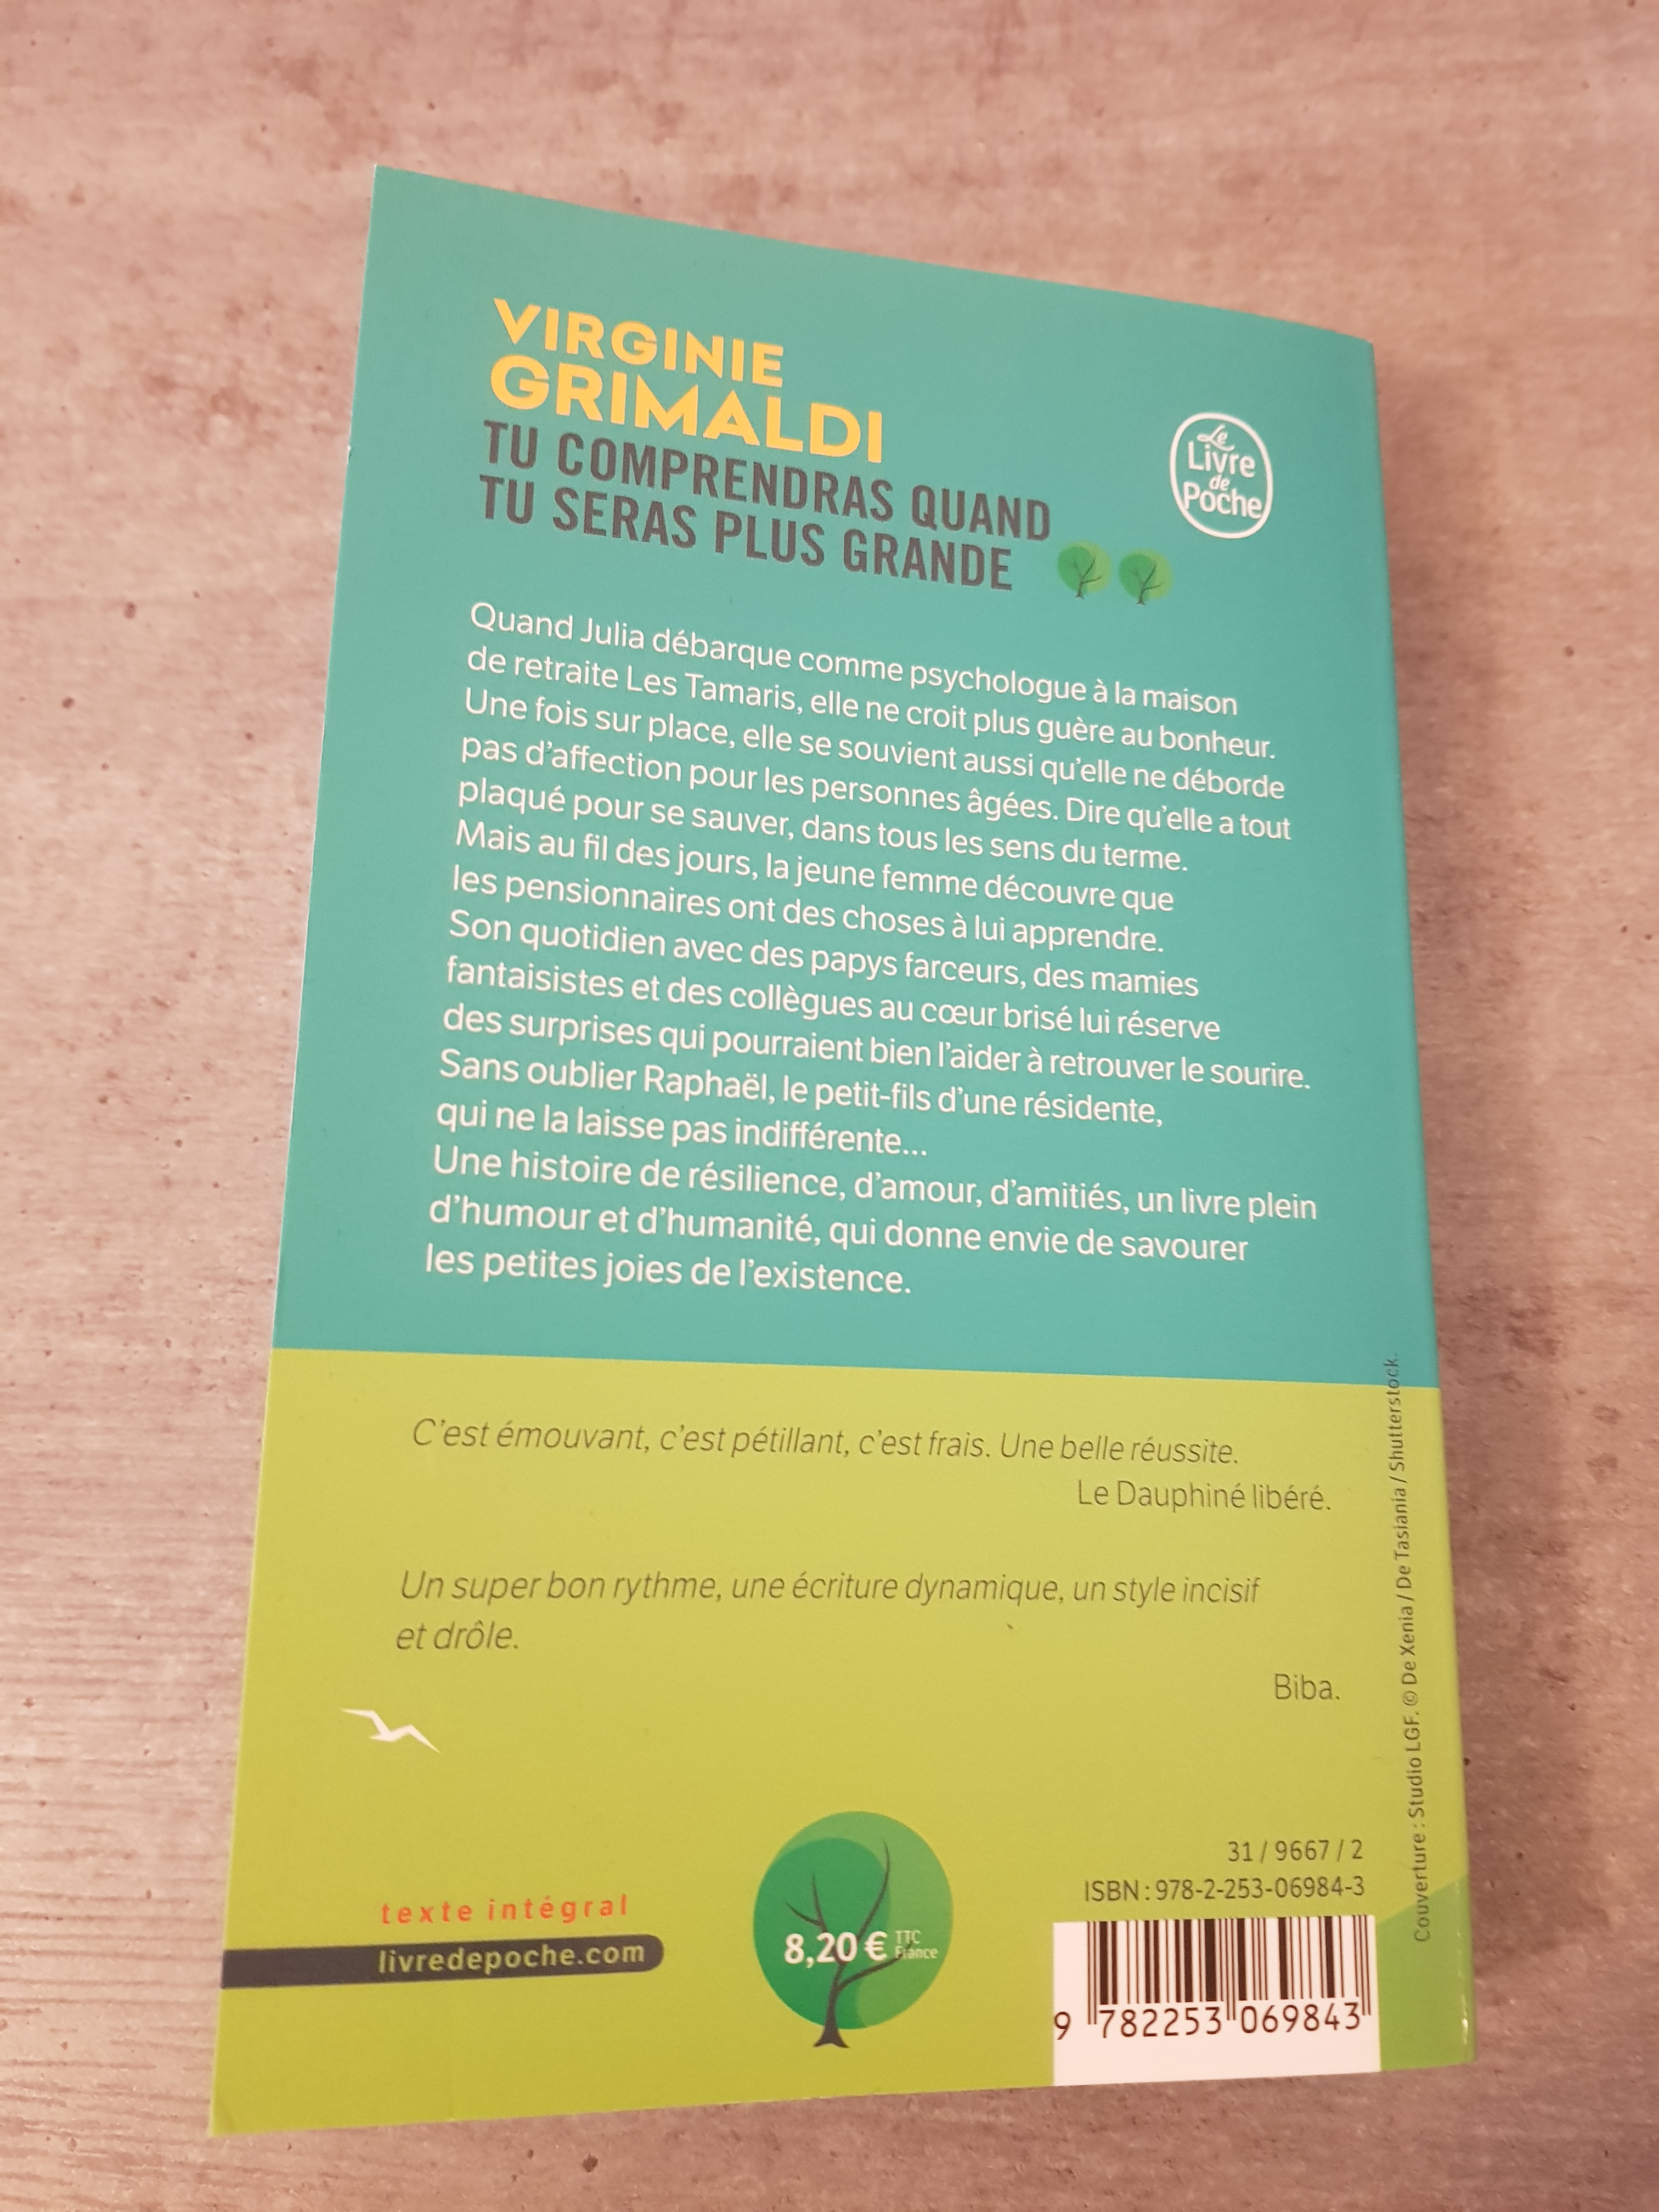 VIRGINIE
GRIMALDI
TU COMPRENDRAS QUAND
TU SERAS PLUS GRANDE
Le
Livre
de
Poche
Quand Julia débarque comme psychologue à la maison
de retraite Les Tamaris, elle ne croit plus guère au bonheur.
Une fois sur place, elle se souvient aussi qu'elle ne déborde
pas d'affection pour les personnes âgées. Dire qu'elle a tout
plaqué pour se sauver, dans tous les sens du terme.
Mais au fil des jours, la jeune femme découvre que
les pensionnaires ont des choses à lui apprendre.
Son quotidien avec des papys farceurs, des mamies
fantaisistes et des collègues au cœur brisé lui réserve
des surprises qui pourraient bien l'aider à retrouver le sourire.
Sans oublier Raphaël, le petit-fils d'une résidente,
qui ne la laisse pas indifférente...
Une histoire de résilience, d'amour, d'amitiés, un livre plein
d'humour et d'humanité, qui donne envie de savourer
les petites joies de l'existence.
C'est émouvant, c'est pétillant, c'est frais. Une belle réussite.
Le Dauphiné libéré.
Un super bon rythme, une écriture dynamique, un style incisif
et drôle.
Biba.
Couverture : Studio LGF. © De Xenia / De Tasiania / Shutterstock.
texte intégral
livredepoche.com
8,20 € TTC
France
31 / 9667 / 2
ISBN : 978-2-253-06984-3
9 782253 069843